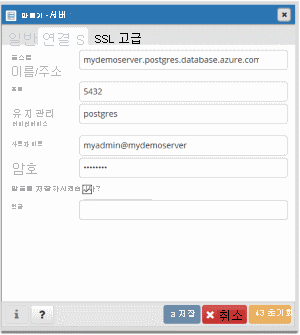 만들기 - 서버
일반 연결 S SSL 고급
호스트
이름/주소
mydemoserver.postgres.database.azure.com
포트
5432
유지 관리
데이터베이스
postgres
사용자 이름
myadmin@mydemoserver
암호
••••••••
암호를 저장하시겠습니까?
역할
i ? 저장 취소 초기화